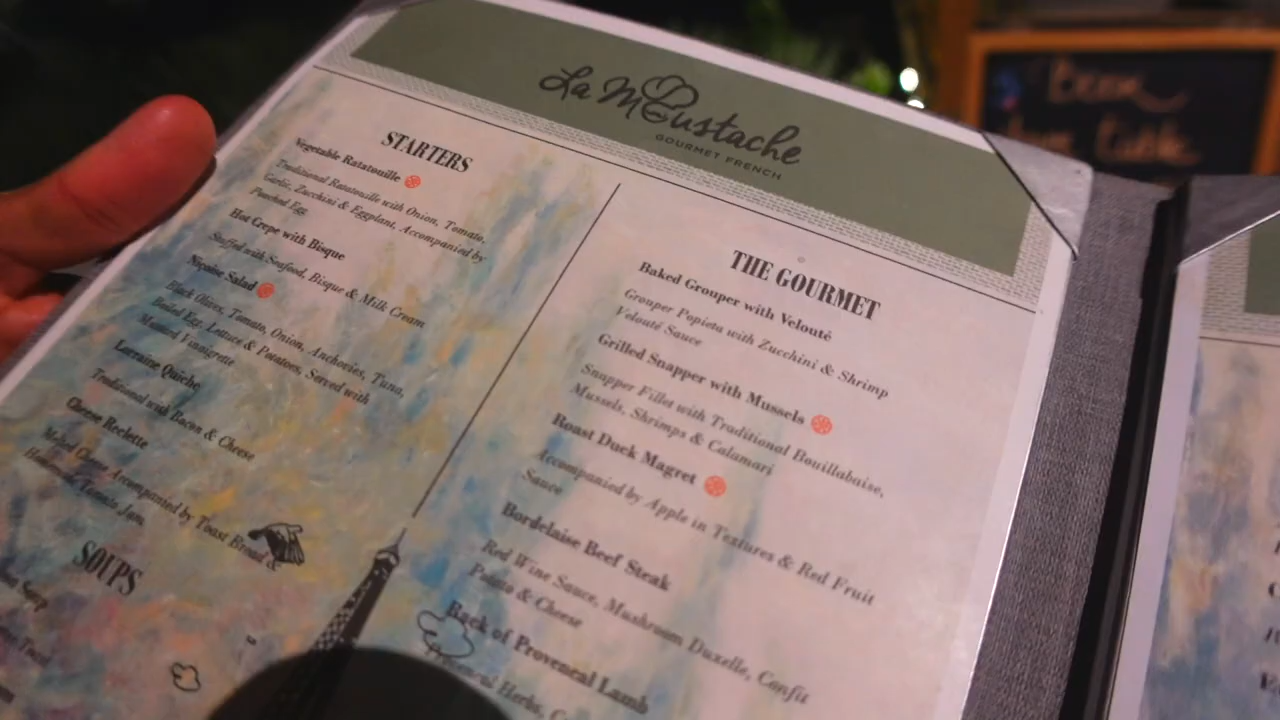 La Moustache
GOURMET FRENCH
STARTERS
Vegetable Ratatouille
Traditional Ratatouille with Onion, Tomato,
Garlic, Zucchini & Eggplant, Accompanied by
Poached Egg
Hot Crepe with Bisque
Stuffed with Seafood, Bisque & Milk Cream
Niçoise Salad
Black Olives, Tomato, Onion, Anchovies, Tuna,
Boiled Egg, Lettuce & Potatoes, Served with
Mustard Vinaigrette
Lorraine Quiche
Traditional with Bacon & Cheese
Cheese Raclette
Melted Cheese Accompanied by Toast Bread &
Homemade Tomato Jam
SOUPS
Soup
THE GOURMET
Baked Grouper with Velouté
Grouper Popieta with Zucchini & Shrimp
Velouté Sauce
Grilled Snapper with Mussels
Snapper Fillet with Traditional Bouillabaise,
Mussels, Shrimps & Calamari
Roast Duck Magret
Accompanied by Apple in Textures & Red Fruit
Sauce
Bordelaise Beef Steak
Red Wine Sauce, Mushroom Duxelle, Confit
Potato & Cheese
Rack of Provencal Lamb
Provencal Herbs,